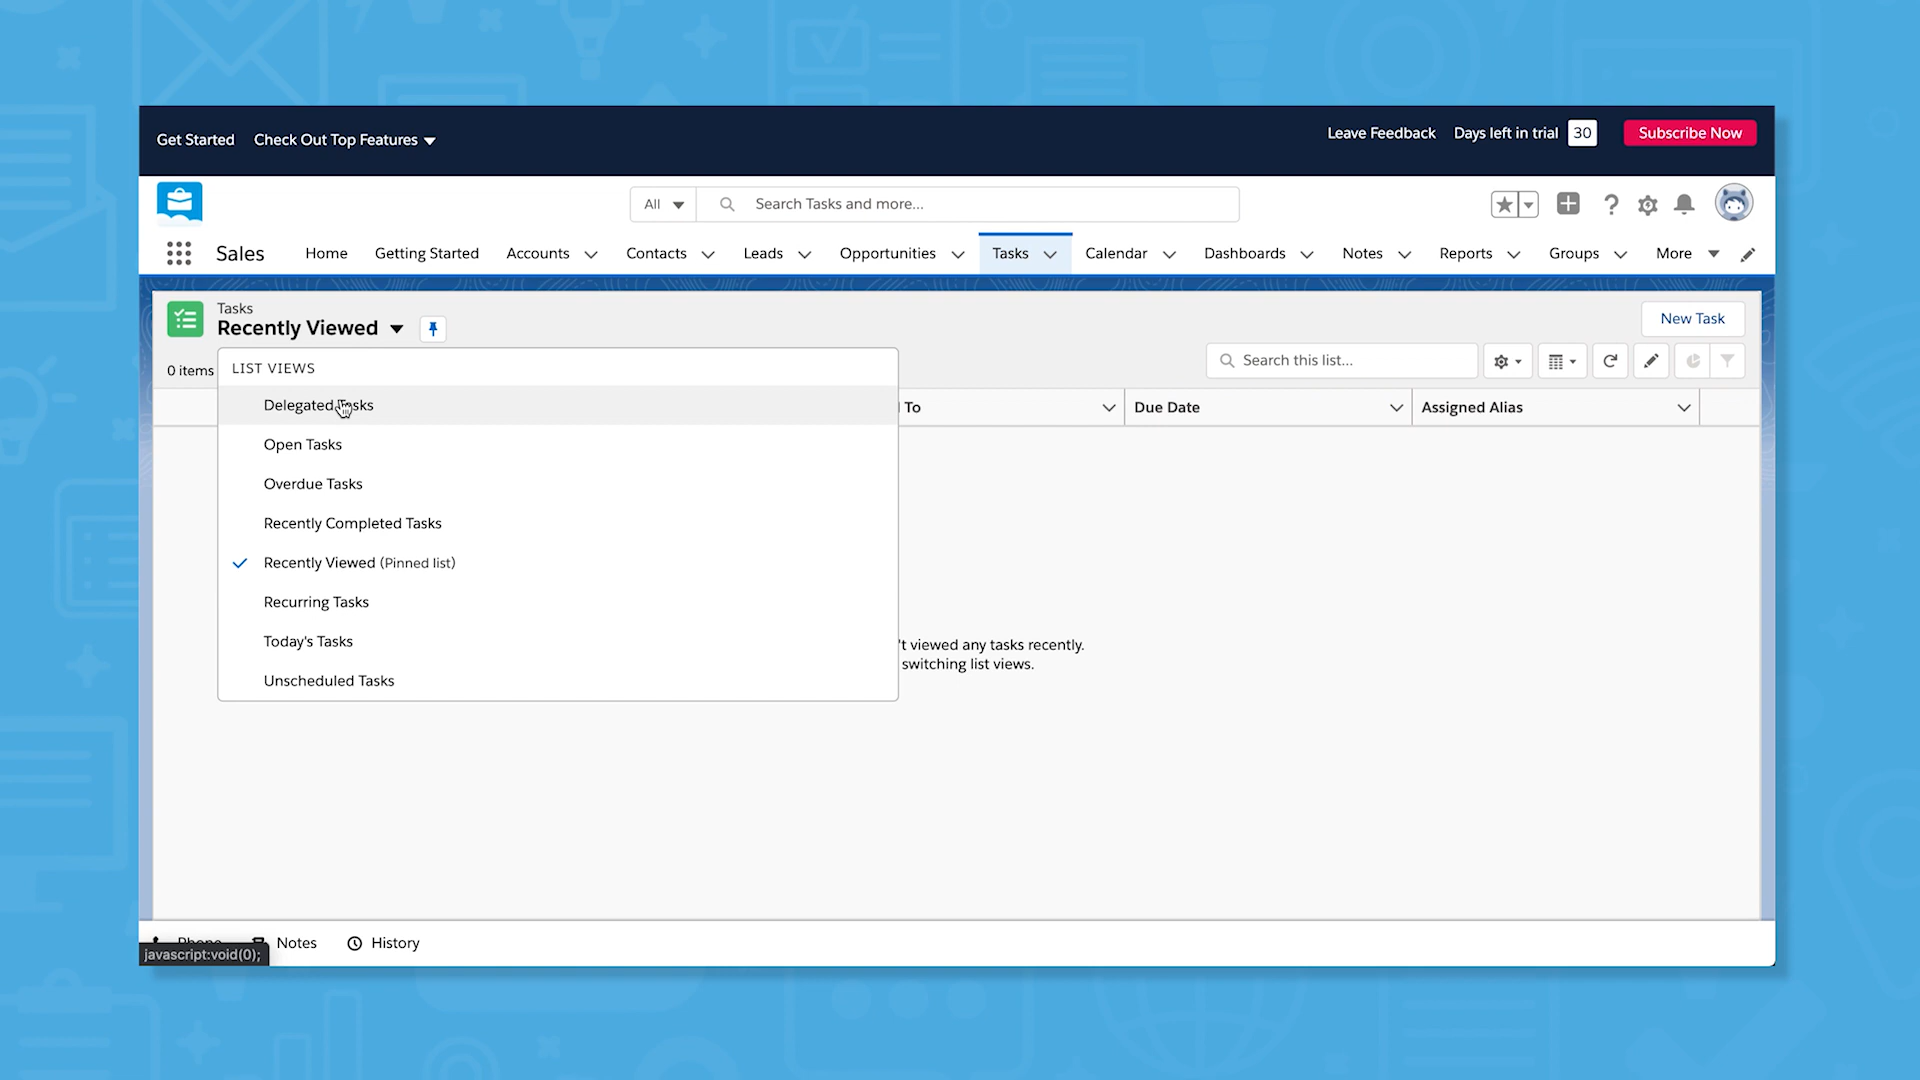 Get Started Check Out Top Features
Leave Feedback Days left in trial 30 Subscribe Now
All Search Tasks and more...
Sales Home Getting Started Accounts Contacts Leads Opportunities Tasks Calendar Dashboards Notes Reports Groups More
Tasks
Recently Viewed
New Task
0 items
Search this list...
LIST VIEWS
Delegated Tasks
Open Tasks
Overdue Tasks
Recently Completed Tasks
Recently Viewed (Pinned list)
Recurring Tasks
Today's Tasks
Unscheduled Tasks
To Due Date Assigned Alias
't viewed any tasks recently.
switching list views.
Phone Notes History
javascript:void(0);